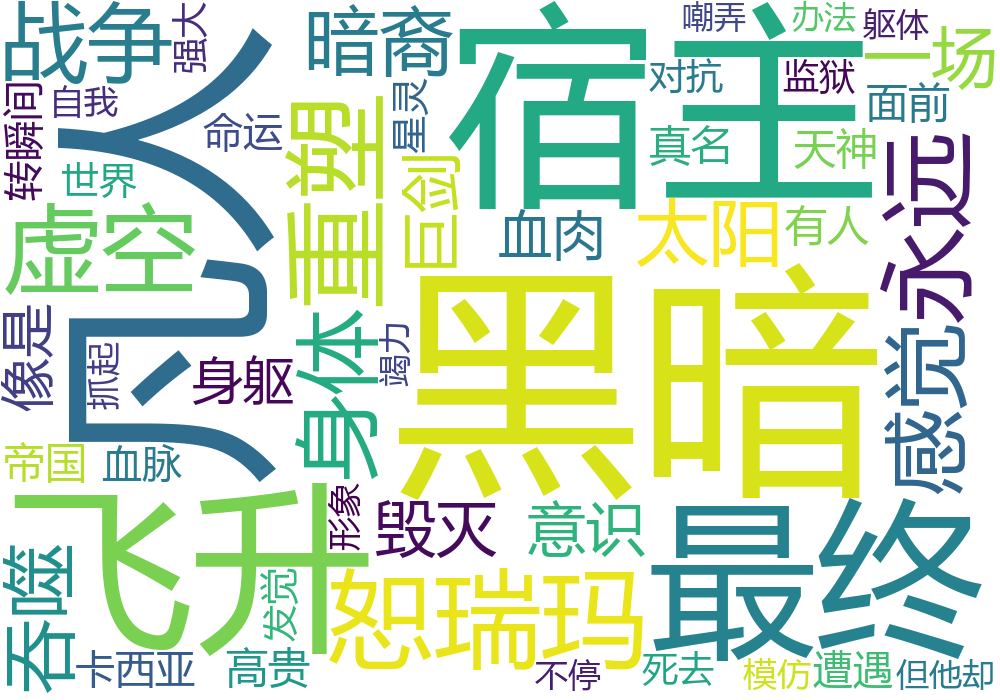 战争
强大
暗裔
宿主
嘲弄
办法
躯体
一场
凡人
转瞬间
自我
命运
星灵
对抗
监狱
面前
世界
重塑
巨剑
真名
天神
永远
虚空
血肉
太阳
有人
像是
抓起
身躯
身体
竭力
黑暗
感觉
帝国
血脉
飞升
形象
毁灭
意识
最终
吞噬
发觉
恕瑞玛
卡西亚
高贵
不停
死去
模仿
遭遇
但他却